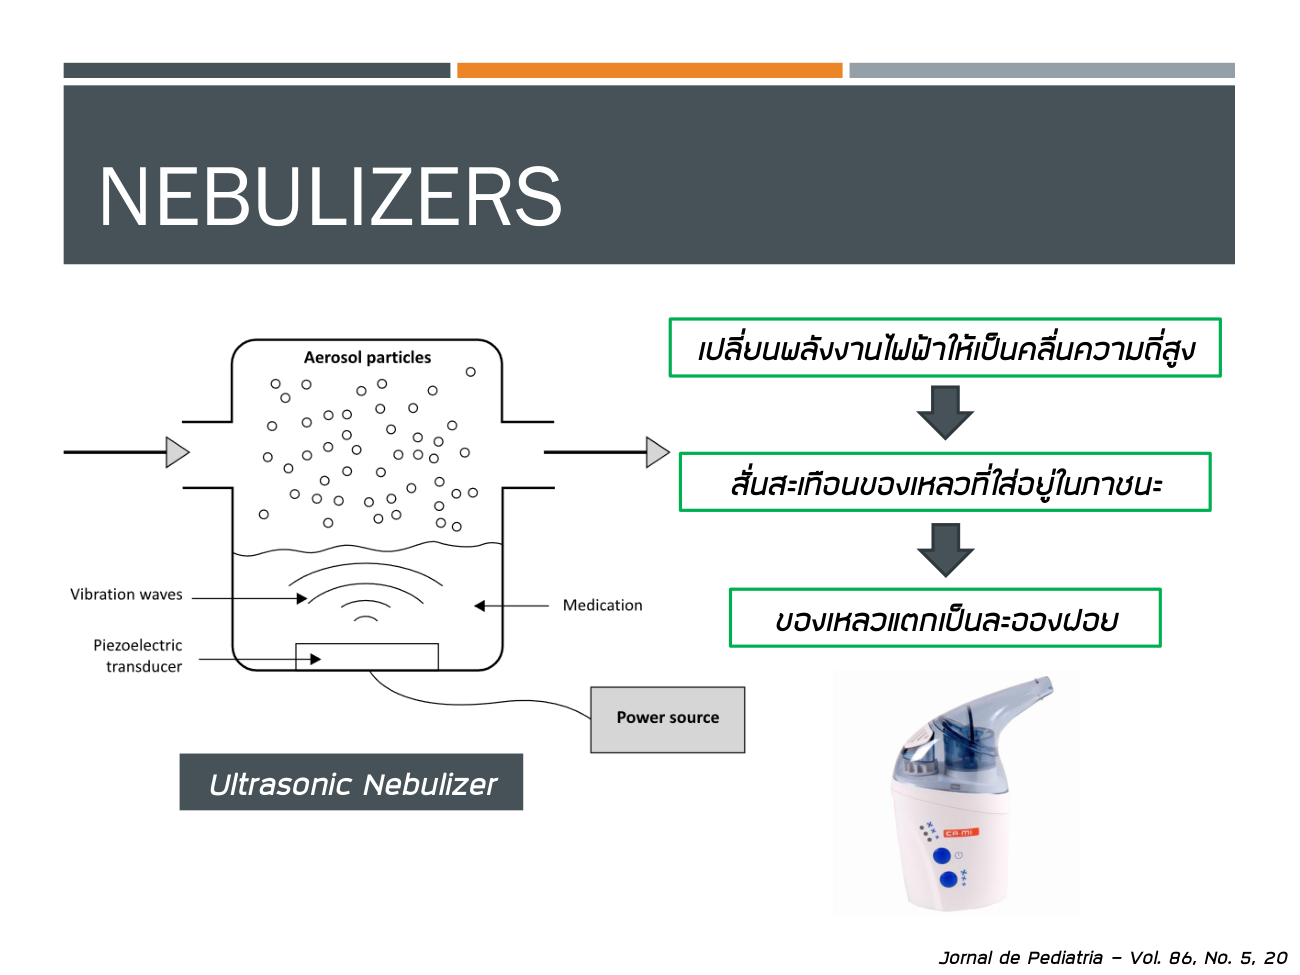 NEBULIZERS
Aerosol particles
Vibration waves
Medication
Piezoelectric
transducer
Power source
Ultrasonic Nebulizer
เปลี่ยนพลังงานไฟฟ้าให้เป็นคลื่นความถี่สูง
สั่นสะเทือนของเหลวที่ใส่อยู่ในภาชนะ
ของเหลวแตกเป็นละอองฝอย
CA-MI
Jornal de Pediatria – Vol. 86, No. 5, 20